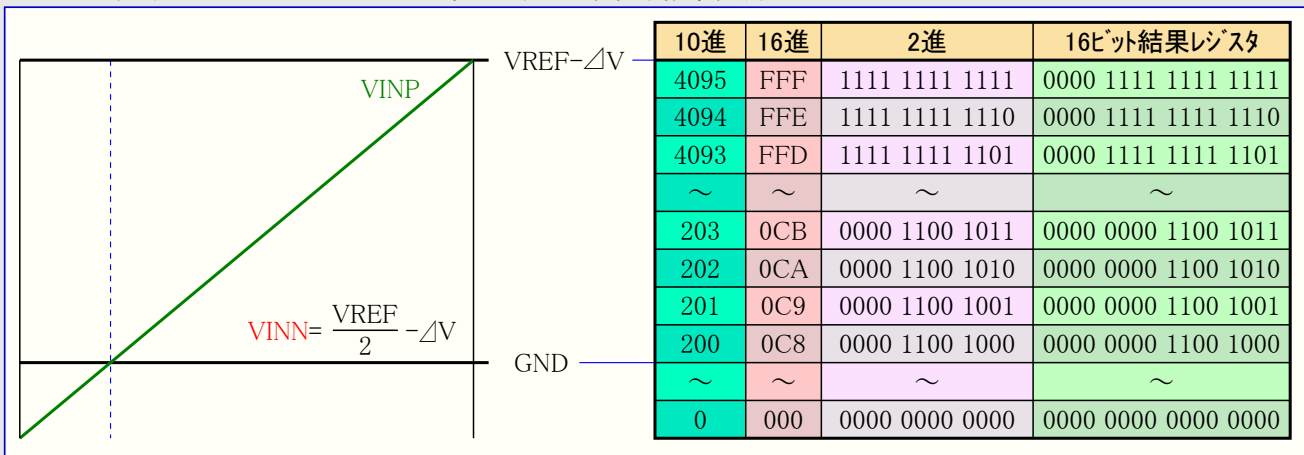 VREF-⊿V
VINP
VINN= VREF/2 -⊿V
GND
10進 16進 2進 16ビット結果レジスタ
4095 FFF 1111 1111 1111 0000 1111 1111 1111
4094 FFE 1111 1111 1110 0000 1111 1111 1110
4093 FFD 1111 1111 1101 0000 1111 1111 1101
～ ～ ～ ～
203 0CB 0000 1100 1011 0000 0000 1100 1011
202 0CA 0000 1100 1010 0000 0000 1100 1010
201 0C9 0000 1100 1001 0000 0000 1100 1001
200 0C8 0000 1100 1000 0000 0000 1100 1000
～ ～ ～ ～
0 000 0000 0000 0000 0000 0000 0000 0000